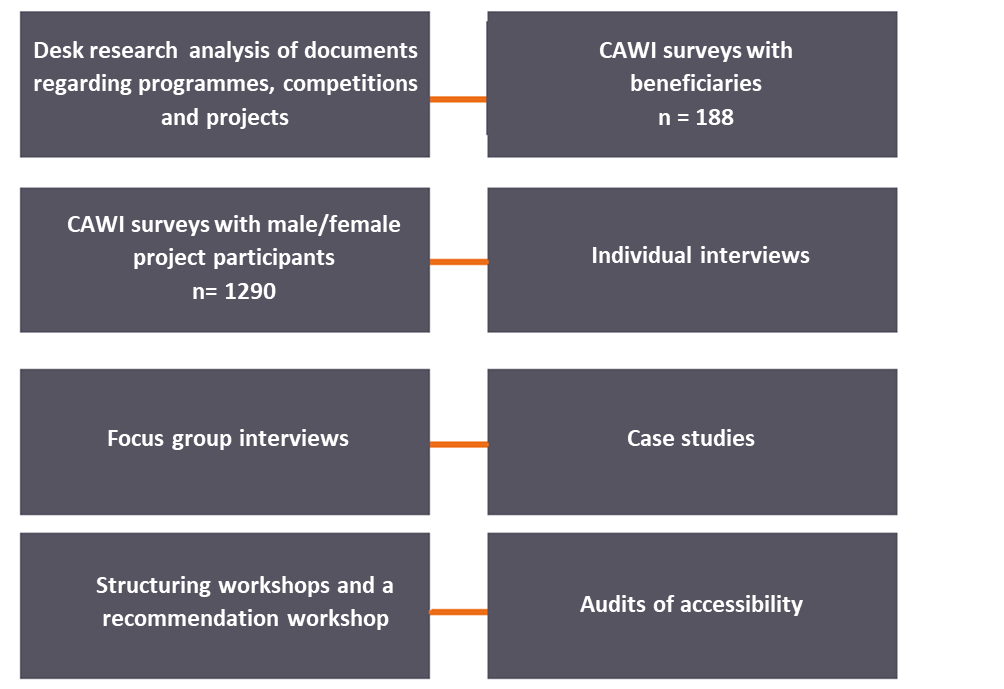 Desk research analysis of documents
regarding programmes, competitions
and projects
CAWI surveys with
beneficiaries
n = 188
CAWI surveys with male/female
project participants
n= 1290
Individual interviews
Focus group interviews
Case studies
Structuring workshops and a
recommendation workshop
Audits of accessibility